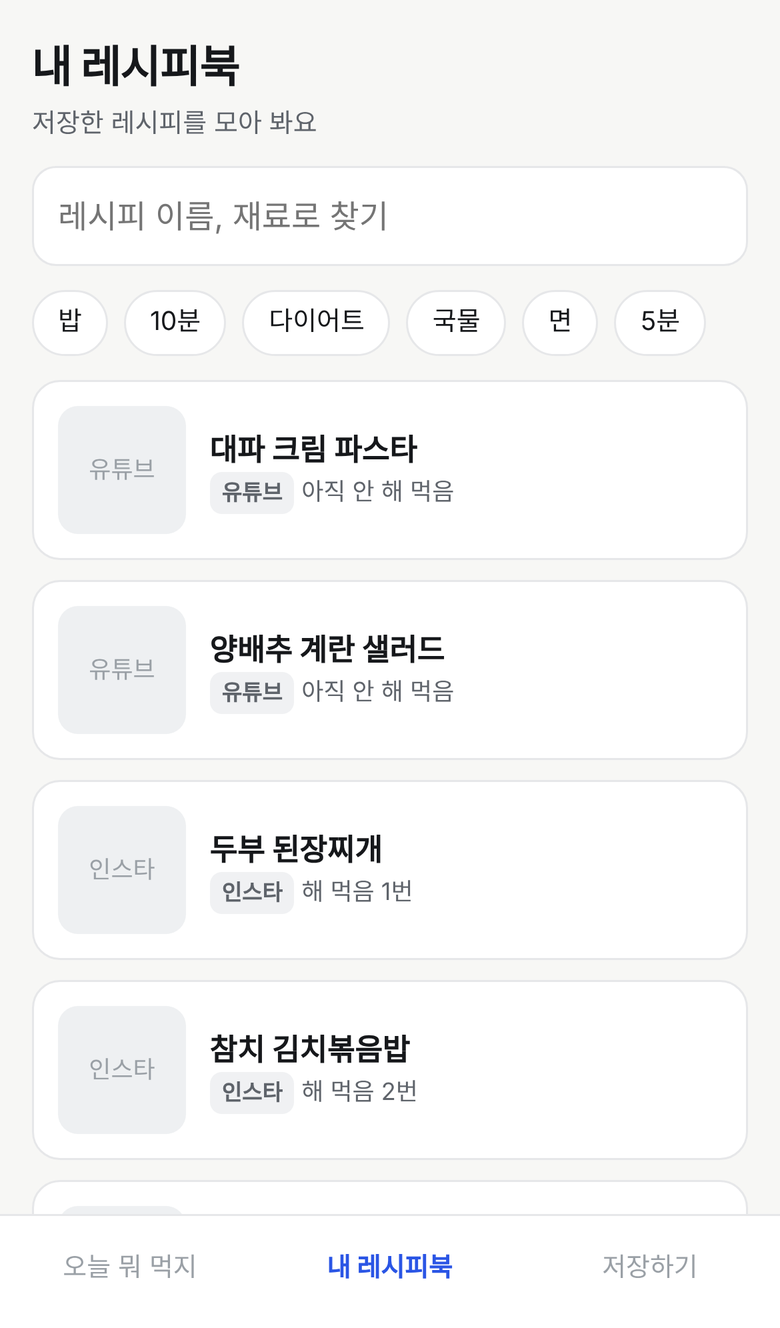 내 레시피북
저장한 레시피를 모아 봐요
레시피 이름, 재료로 찾기
밥 10분 다이어트 국물 면 5분
유튜브
대파 크림 파스타
유튜브 아직 안 해 먹음
유튜브
양배추 계란 샐러드
유튜브 아직 안 해 먹음
인스타
두부 된장찌개
인스타 해 먹음 1번
인스타
참치 김치볶음밥
인스타 해 먹음 2번
오늘 뭐 먹지 내 레시피북 저장하기